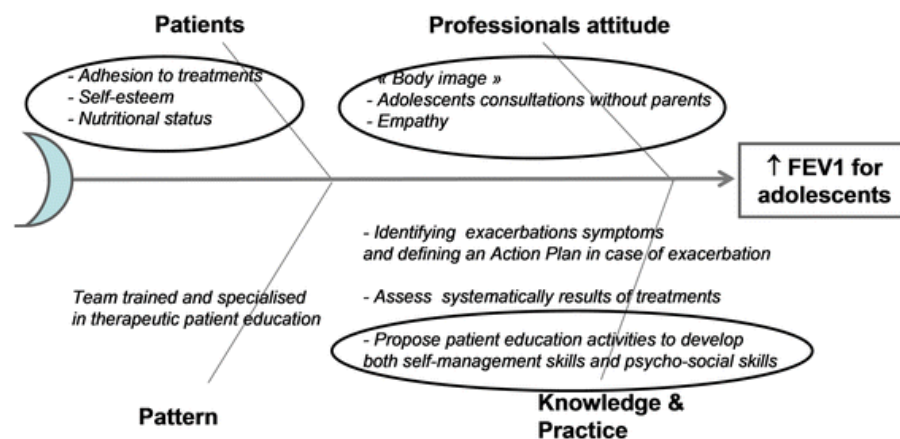 Patients
- Adhesion to treatments
- Self-esteem
- Nutritional status
Professionals attitude
« Body image »
- Adolescents consultations without parents
- Empathy
↑ FEV1 for
adolescents
- Identifying exacerbations symptoms
and defining an Action Plan in case of exacerbation
- Assess systematically results of treatments
- Propose patient education activities to develop
both self-management skills and psycho-social skills
Team trained and specialised
in therapeutic patient education
Pattern
Knowledge &
Practice